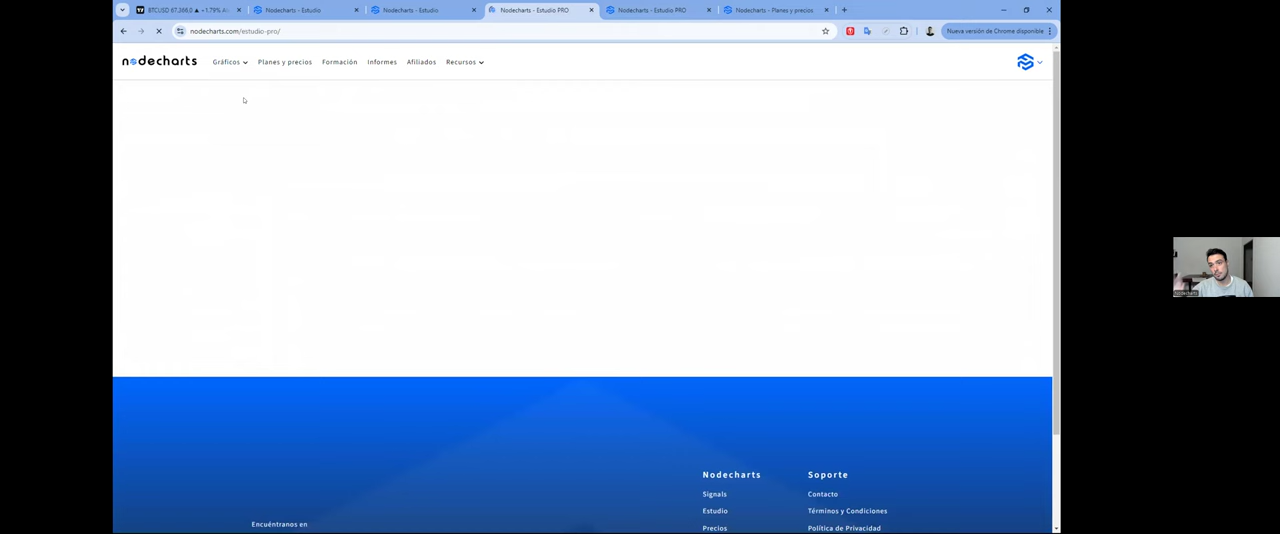 BTCUSD 67,366.0 ▲ +1.79%
Nodecharts - Estudio
Nodecharts - Estudio
Nodecharts - Estudio PRO
Nodecharts - Estudio PRO
Nodecharts - Planes y precios
nodecharts.com/estudio-pro/
Nueva versión de Chrome disponible
nodecharts
Gráficos
Planes y precios
Formación
Informes
Afiliados
Recursos
Nodecharts
Soporte
Signals
Contacto
Estudio
Términos y Condiciones
Encuéntranos en
Precios
Política de Privacidad
Nodecharts